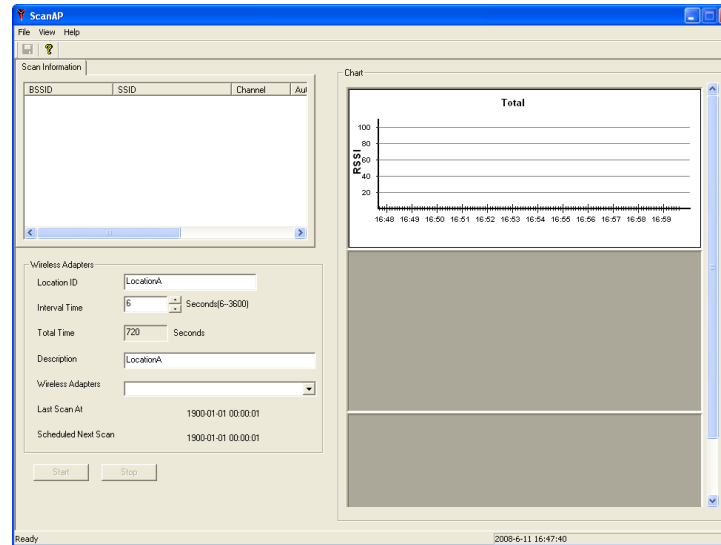 ScanAP
File View Help
Scan Information
BSSID SSID Channel Aut
Wireless Adapters
Location ID LocationA
Interval Time 6 Seconds(6--3600)
Total Time 720 Seconds
Description LocationA
Wireless Adapters
Last Scan At 1900-01-01 00:00:01
Scheduled Next Scan 1900-01-01 00:00:01
Start Stop
Chart
Total
RSSI
100
80
60
40
20
16:48 16:49 16:50 16:51 16:52 16:53 16:54 16:55 16:56 16:57 16:58 16:59
Ready 2008-6-11 16:47:40